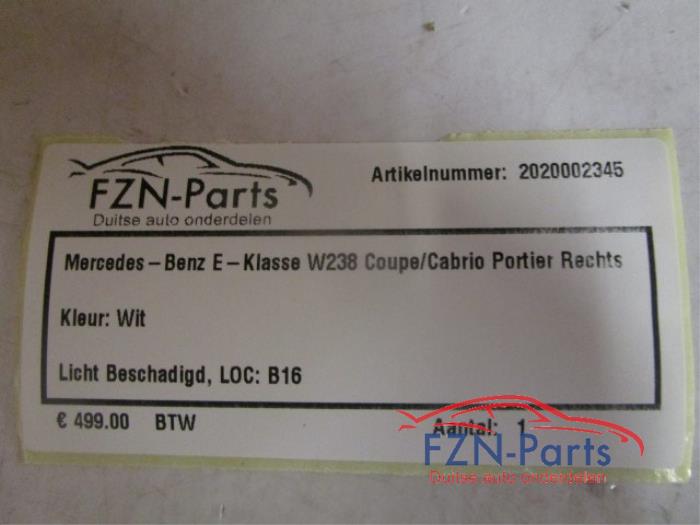 FZN-Parts
Duitse auto onderdelen
Artikelnummer: 2020002345
Mercedes-Benz E-Klasse W238 Coupe/Cabrio Portier Rechts
Kleur: Wit
Licht Beschadigd, LOC: B16
€ 499.00 BTW
Aantal: 1
FZN-Parts
Duitse auto onderdelen